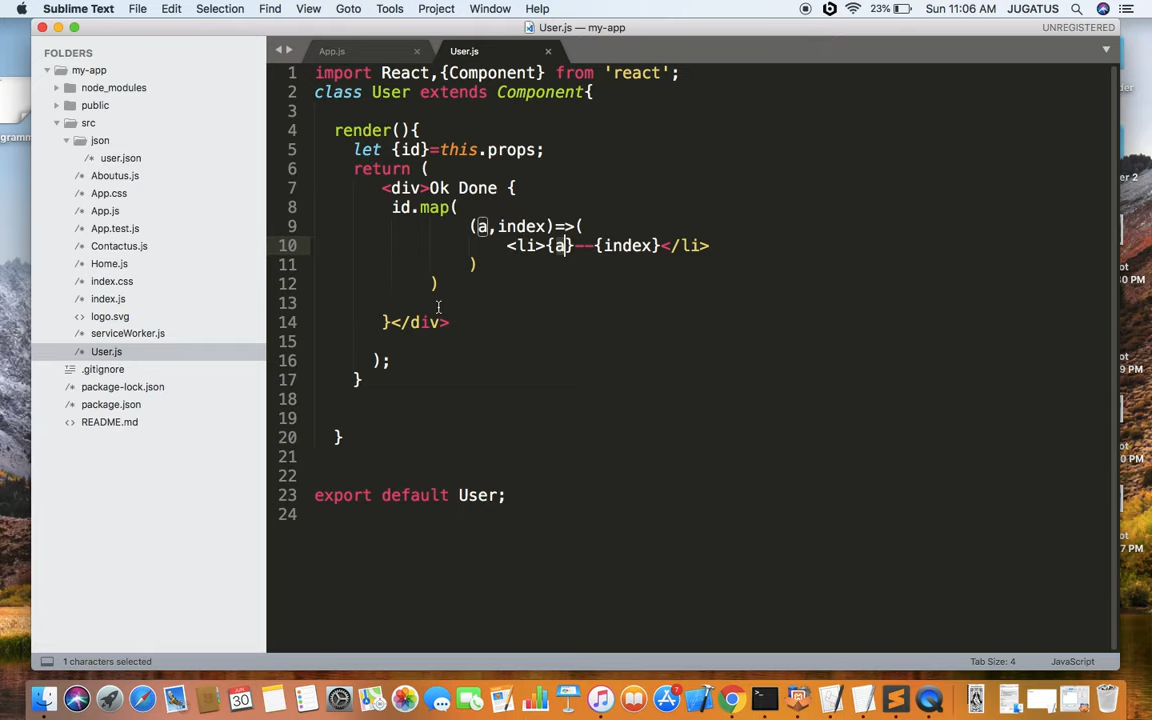 Sublime Text File Edit Selection Find View Goto Tools Project Window Help 23% Sun 11:06 AM JUGATUS
User.js — my-app UNREGISTERED
FOLDERS
my-app
node_modules
public
src
json
user.json
Aboutus.js
App.css
App.js
App.test.js
Contactus.js
Home.js
index.css
index.js
logo.svg
serviceWorker.js
User.js
.gitignore
package-lock.json
package.json
README.md
App.js User.js
1 import React,{Component} from 'react';
2 class User extends Component{
3
4 render(){
5 let {id}=this.props;
6 return (
7 <div>Ok Done {
8 id.map(
9 (a,index)=>(
10 <li>{a}--{index}</li>
11 )
12 )
13
14 }</div>
15
16 );
17 }
18
19
20 }
21
22
23 export default User;
24
1 characters selected Tab Size: 4 JavaScript
JUN
30
7